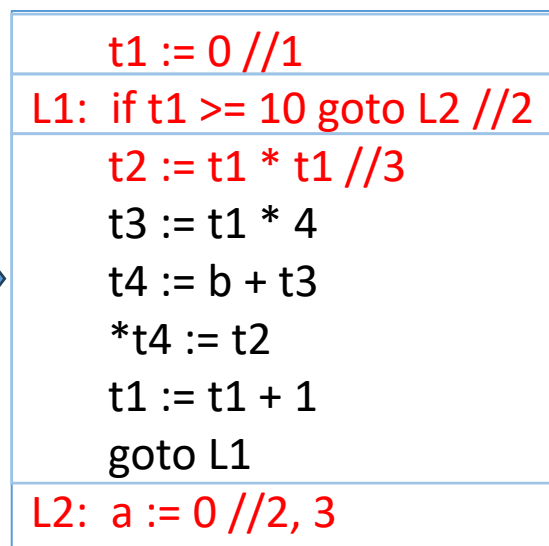 t1 := 0 //1
L1: if t1 >= 10 goto L2 //2
t2 := t1 * t1 //3
t3 := t1 * 4
t4 := b + t3
*t4 := t2
t1 := t1 + 1
goto L1
L2: a := 0 //2, 3